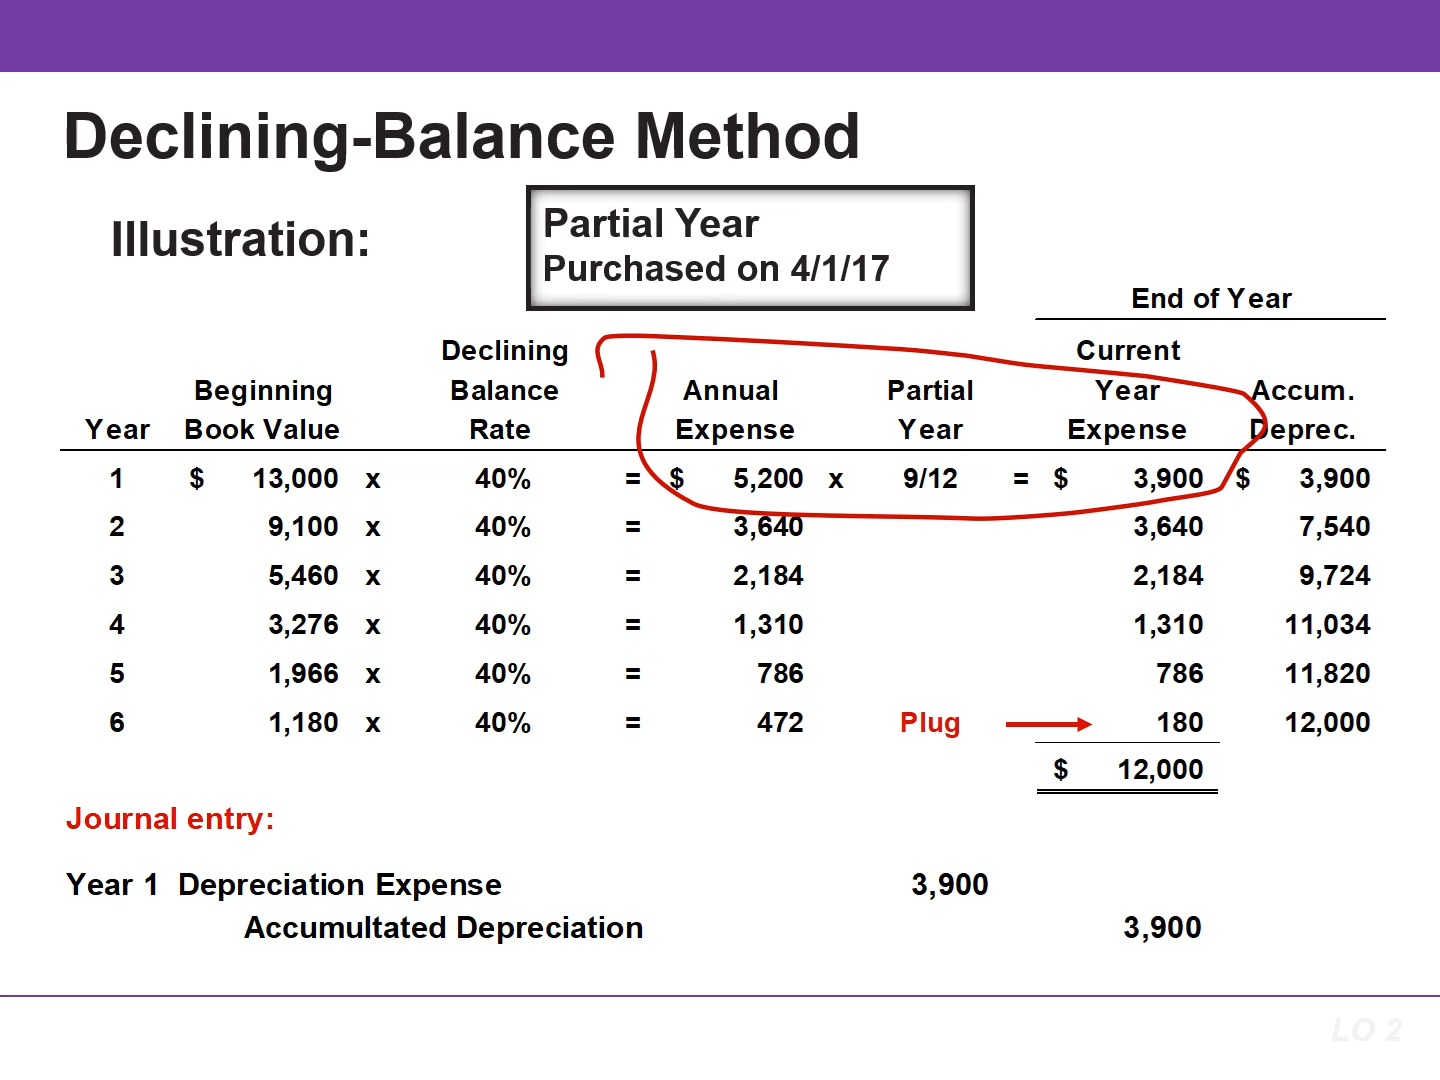 Declining-Balance Method
Illustration:
Partial Year
Purchased on 4/1/17
End of Year
Declining Current
Beginning Balance Annual Partial Year Accum.
Year Book Value Rate Expense Year Expense Deprec.
1 $ 13,000 x 40% = $ 5,200 x 9/12 = $ 3,900 $ 3,900
2 9,100 x 40% = 3,640 3,640 7,540
3 5,460 x 40% = 2,184 2,184 9,724
4 3,276 x 40% = 1,310 1,310 11,034
5 1,966 x 40% = 786 786 11,820
6 1,180 x 40% = 472 Plug 180 12,000
$ 12,000
Journal entry:
Year 1 Depreciation Expense 3,900
Accumultated Depreciation 3,900
LO 2